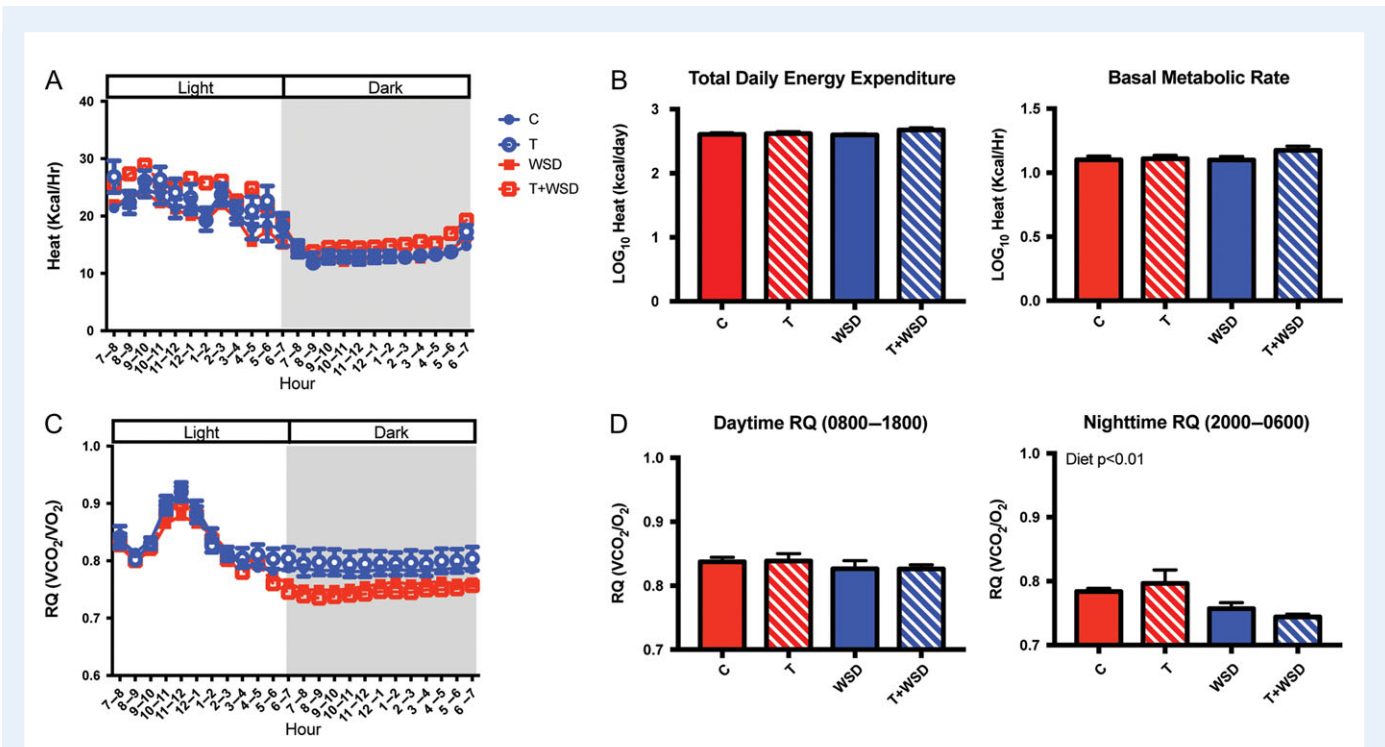 A
Light Dark
40
30
20
10
0
Heat (Kcal/Hr)
7–8 8–9 9–10 10–11 11–12 12–1 1–2 2–3 3–4 4–5 5–6 6–7 7–8 8–9 9–10 10–11 11–12 12–1 1–2 2–3 3–4 4–5 5–6 6–7
Hour
C
T
WSD
T+WSD
B
Total Daily Energy Expenditure
3
2
1
0
LOG10 Heat (kcal/day)
C T WSD T+WSD
Basal Metabolic Rate
1.5
1.0
0.5
0.0
LOG10 Heat (Kcal/Hr)
C T WSD T+WSD
C
Light Dark
1.0
0.9
0.8
0.7
0.6
RQ (VCO2/VO2)
7–8 8–9 9–10 10–11 11–12 12–1 1–2 2–3 3–4 4–5 5–6 6–7 7–8 8–9 9–10 10–11 11–12 12–1 1–2 2–3 3–4 4–5 5–6 6–7
Hour
D
Daytime RQ (0800–1800)
1.0
0.9
0.8
0.7
RQ (VCO2/O2)
C T WSD T+WSD
Nighttime RQ (2000–0600)
Diet p<0.01
1.0
0.9
0.8
0.7
RQ (VCO2/O2)
C T WSD T+WSD